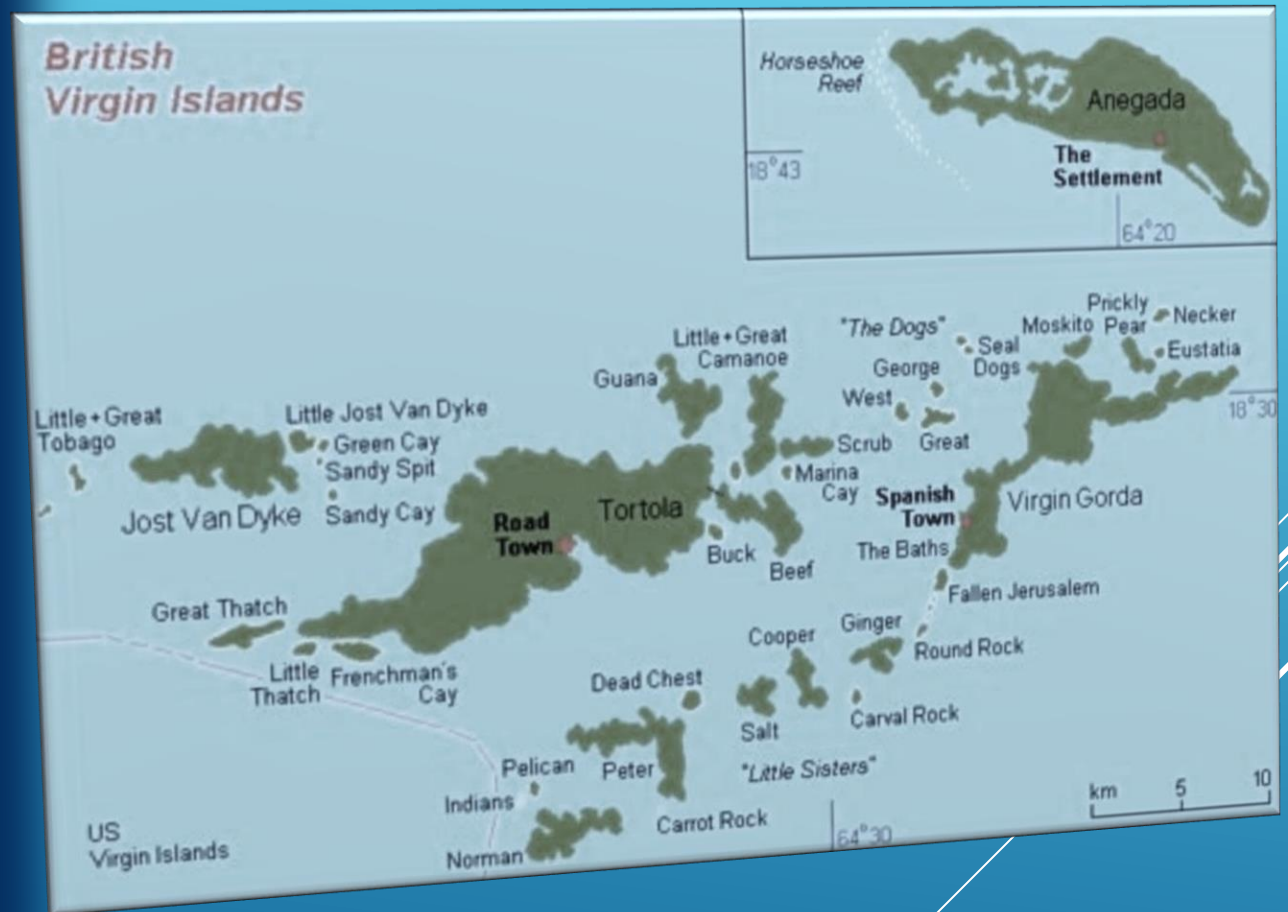 British
Virgin Islands
Horseshoe
Reef
Anegada
The
Settlement
18°43
64°20
Prickly
Pear
Necker
Moskito
Eustatia
"The Dogs"
Seal
Dogs
George
West
Great
18°30
Little + Great
Camanoe
Guana
Scrub
Marina
Cay
Little + Great
Tobago
Little Jost Van Dyke
Green Cay
Sandy Spit
Sandy Cay
Jost Van Dyke
Road
Town
Tortola
Buck
Beef
Spanish
Town
Virgin Gorda
The Baths
Fallen Jerusalem
Round Rock
Ginger
Cooper
Carval Rock
Salt
"Little Sisters"
Great Thatch
Little
Thatch
Frenchman's
Cay
Dead Chest
Pelican
Peter
Indians
Norman
Carrot Rock
US
Virgin Islands
64°30
km 5 10